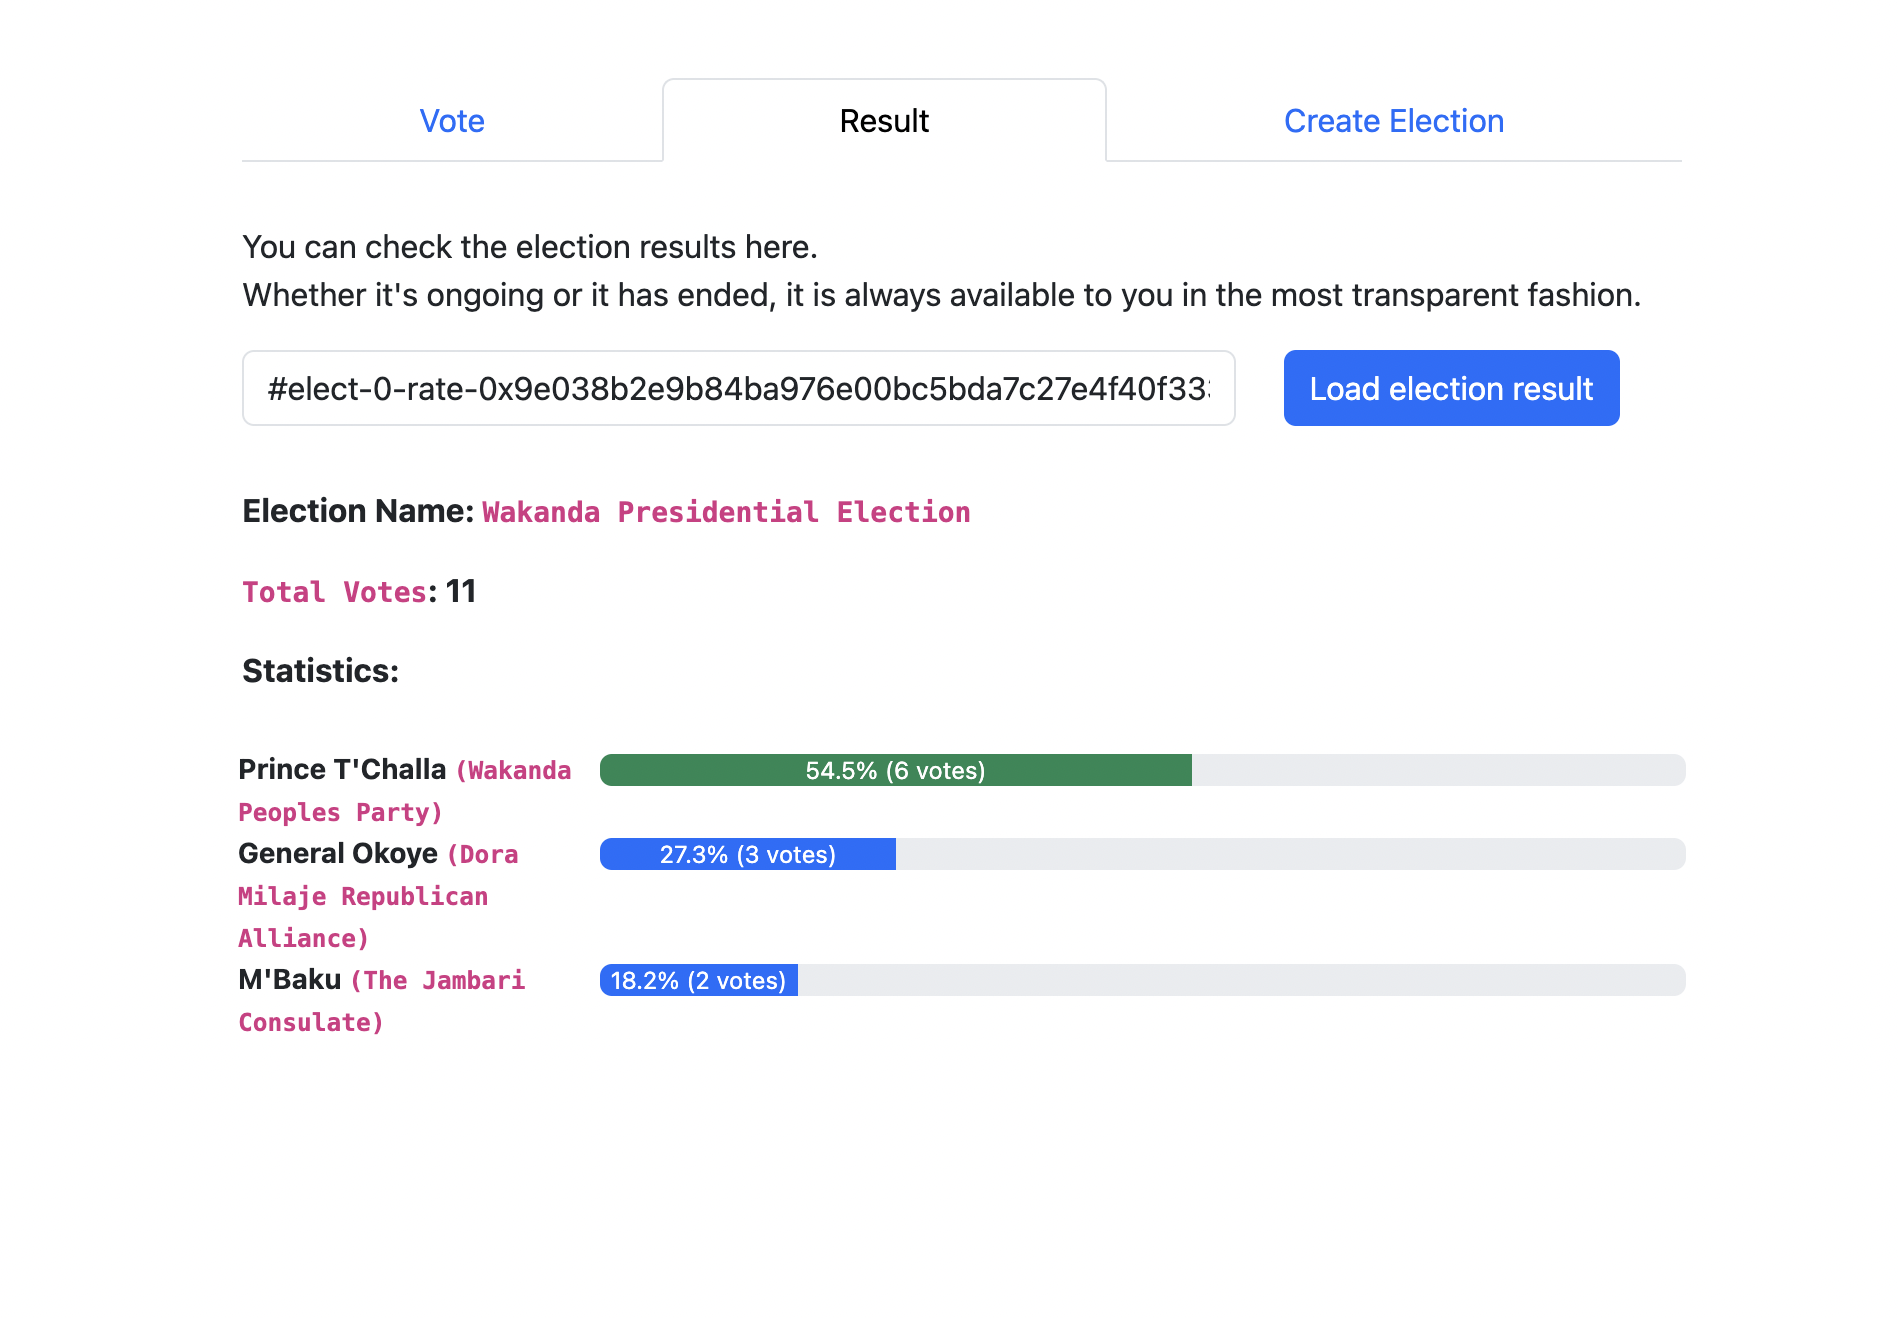 Vote
Result
Create Election
You can check the election results here.
Whether it's ongoing or it has ended, it is always available to you in the most transparent fashion.
#elect-0-rate-0x9e038b2e9b84ba976e00bc5bda7c27e4f40f33
Load election result
Election Name: Wakanda Presidential Election
Total Votes: 11
Statistics:
Prince T'Challa (Wakanda
Peoples Party)
54.5% (6 votes)
General Okoye (Dora
Milaje Republican
Alliance)
27.3% (3 votes)
M'Baku (The Jambari
Consulate)
18.2% (2 votes)